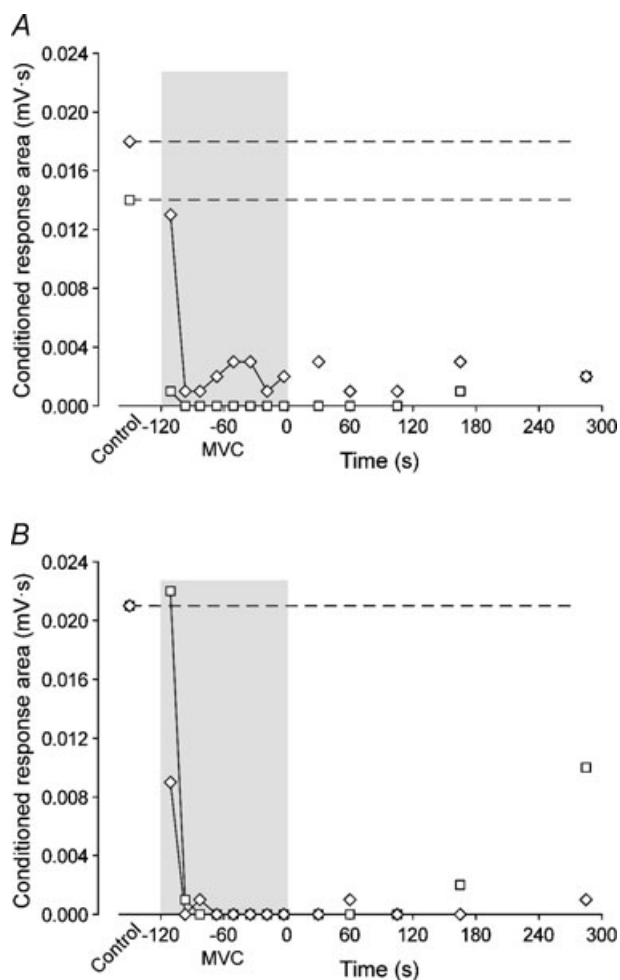 A
0.024
0.020
0.016
0.012
0.008
0.004
0.000
Conditioned response area (mV·s)
Control -120 -60 0 60 120 180 240 300
MVC
Time (s)
B
0.024
0.020
0.016
0.012
0.008
0.004
0.000
Conditioned response area (mV·s)
Control -120 -60 0 60 120 180 240 300
MVC
Time (s)